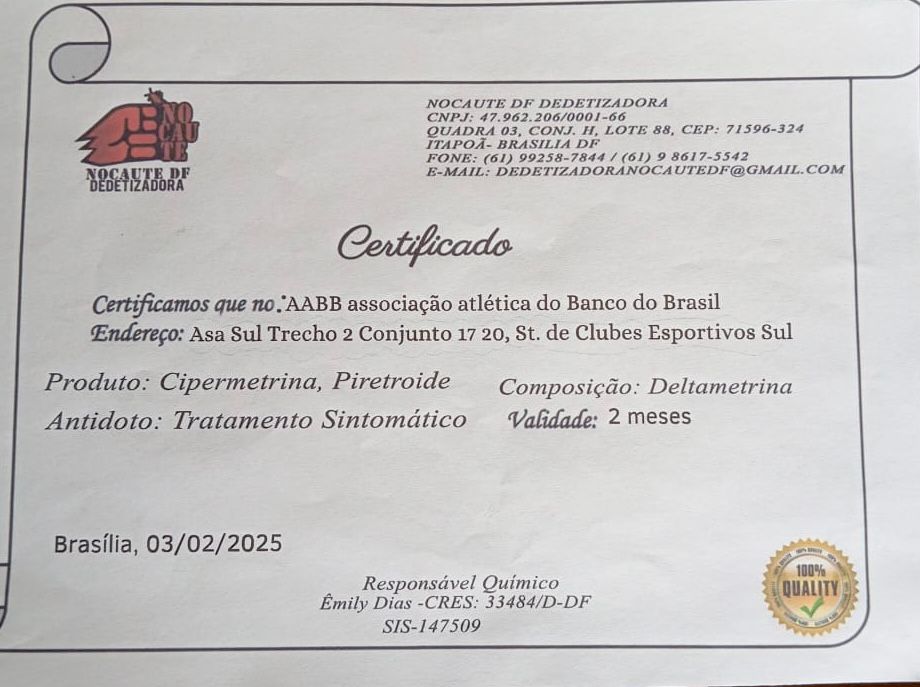 NO
CAU
TE
NOCAUTE DF
DEDETIZADORA
NOCAUTE DF DEDETIZADORA
CNPJ: 47.962.206/0001-66
QUADRA 03, CONJ. H, LOTE 88, CEP: 71596-324
ITAPOÃ- BRASILIA DF
FONE: (61) 99258-7844 / (61) 9 8617-5542
E-MAIL: DEDETIZADORANOCAUTEDF@GMAIL.COM
Certificado
Certificamos que no.:AABB associação atlética do Banco do Brasil
Endereço: Asa Sul Trecho 2 Conjunto 17 20, St. de Clubes Esportivos Sul
Produto: Cipermetrina, Piretroide
Composição: Deltametrina
Antidoto: Tratamento Sintomático
Validade: 2 meses
Brasília, 03/02/2025
Responsável Químico
Êmily Dias -CRES: 33484/D-DF
SIS-147509
100%
QUALITY